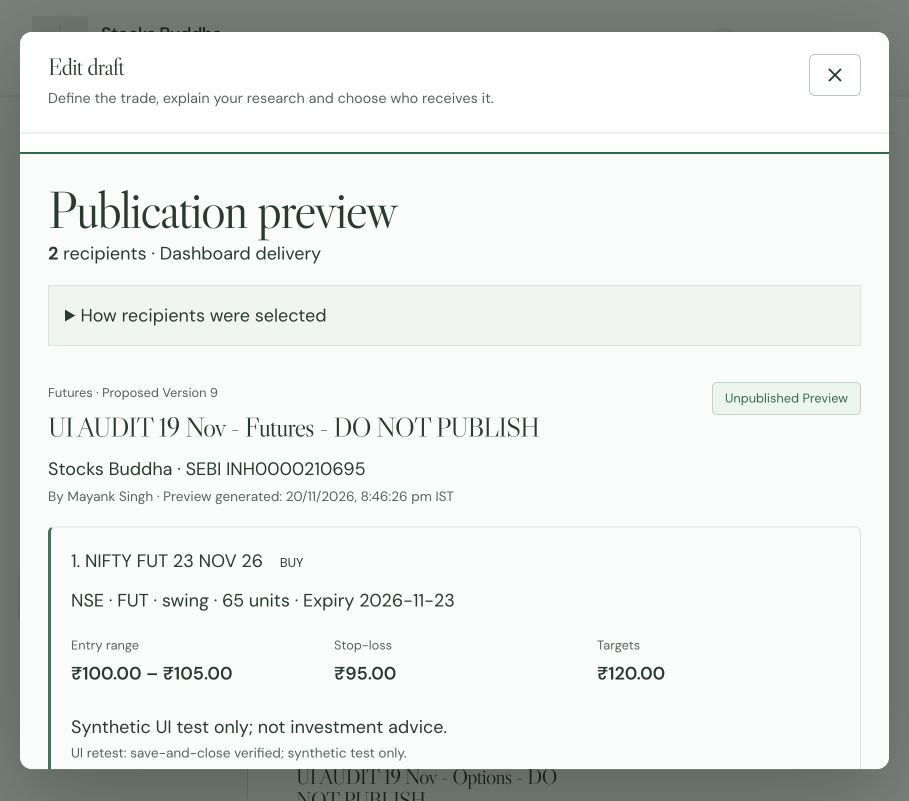 Stocks Buddha
Edit draft
Define the trade, explain your research and choose who receives it.
Publication preview
2 recipients · Dashboard delivery
▶ How recipients were selected
Futures · Proposed Version 9
Unpublished Preview
UI AUDIT 19 Nov - Futures - DO NOT PUBLISH
Stocks Buddha · SEBI INH0000210695
By Mayank Singh · Preview generated: 20/11/2026, 8:46:26 pm IST
1. NIFTY FUT 23 NOV 26 BUY
NSE · FUT · swing · 65 units · Expiry 2026-11-23
Entry range
Stop-loss
Targets
₹100.00 – ₹105.00
₹95.00
₹120.00
Synthetic UI test only; not investment advice.
UI retest: save-and-close verified; synthetic test only.
UI AUDIT 19 Nov - Options - DO
NOT PUBLISH